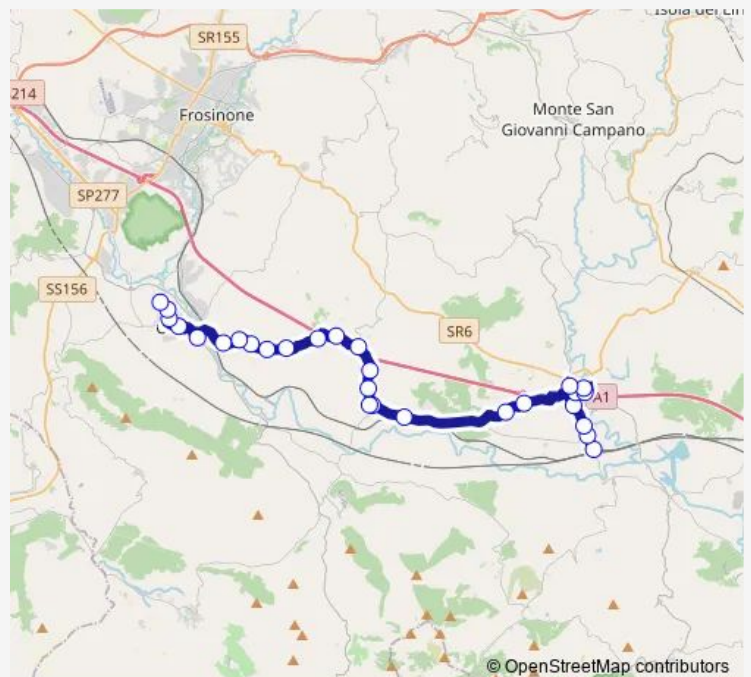 SR155
214
Frosinone
Monte San
Giovanni Campano
SP277
SS156
SR6
A1
© OpenStreetMap contributors